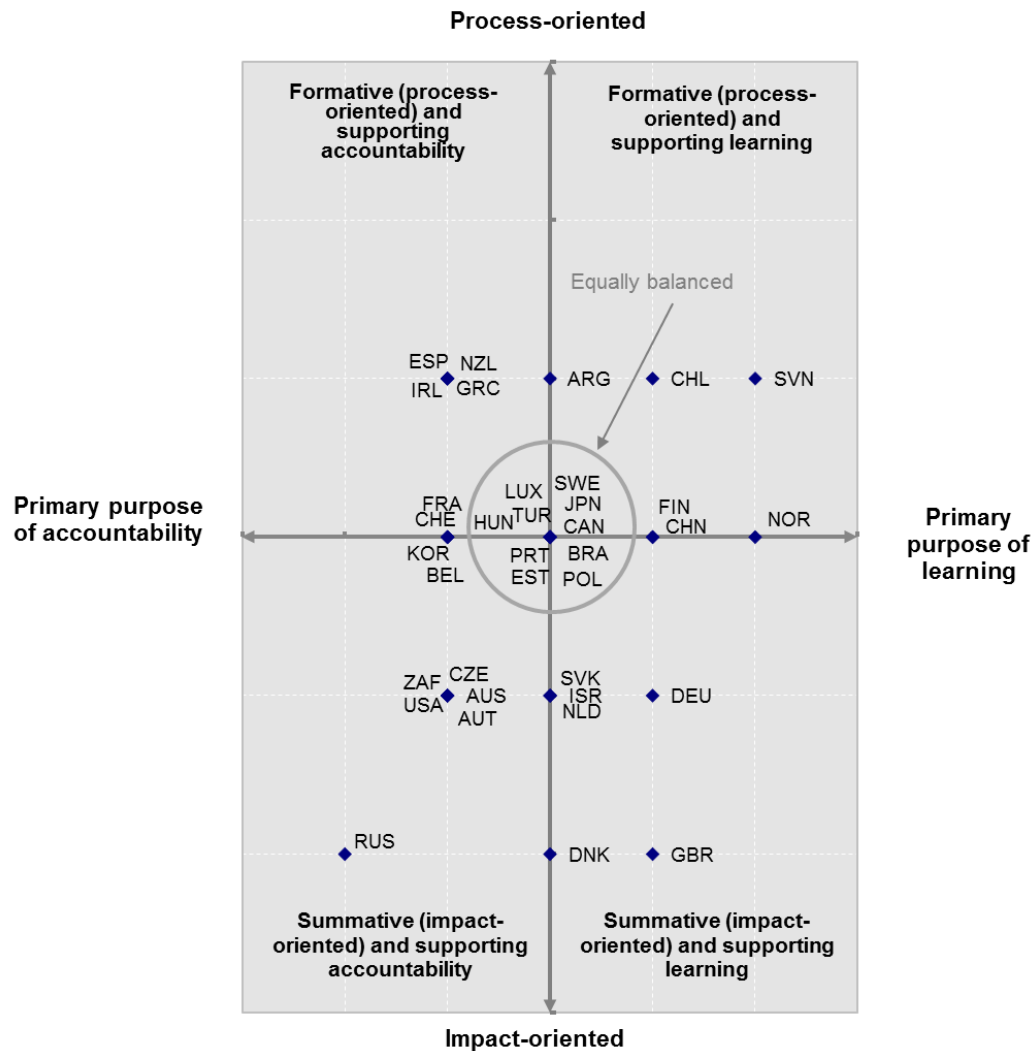 Process-oriented
Formative (process-
oriented) and
supporting
accountability
Formative (process-
oriented) and
supporting learning
Equally balanced
ESP NZL
IRL GRC
ARG
CHL
SVN
Primary purpose
of accountability
FRA
CHE
KOR
BEL
LUX
HUN TUR
SWE
JPN
CAN
PRT BRA
EST POL
FIN
CHN
NOR
Primary
purpose of
learning
ZAF CZE
USA AUS
AUT
SVK
ISR
NLD
DEU
RUS
DNK
GBR
Summative (impact-
oriented) and supporting
accountability
Summative (impact-
oriented) and supporting
learning
Impact-oriented